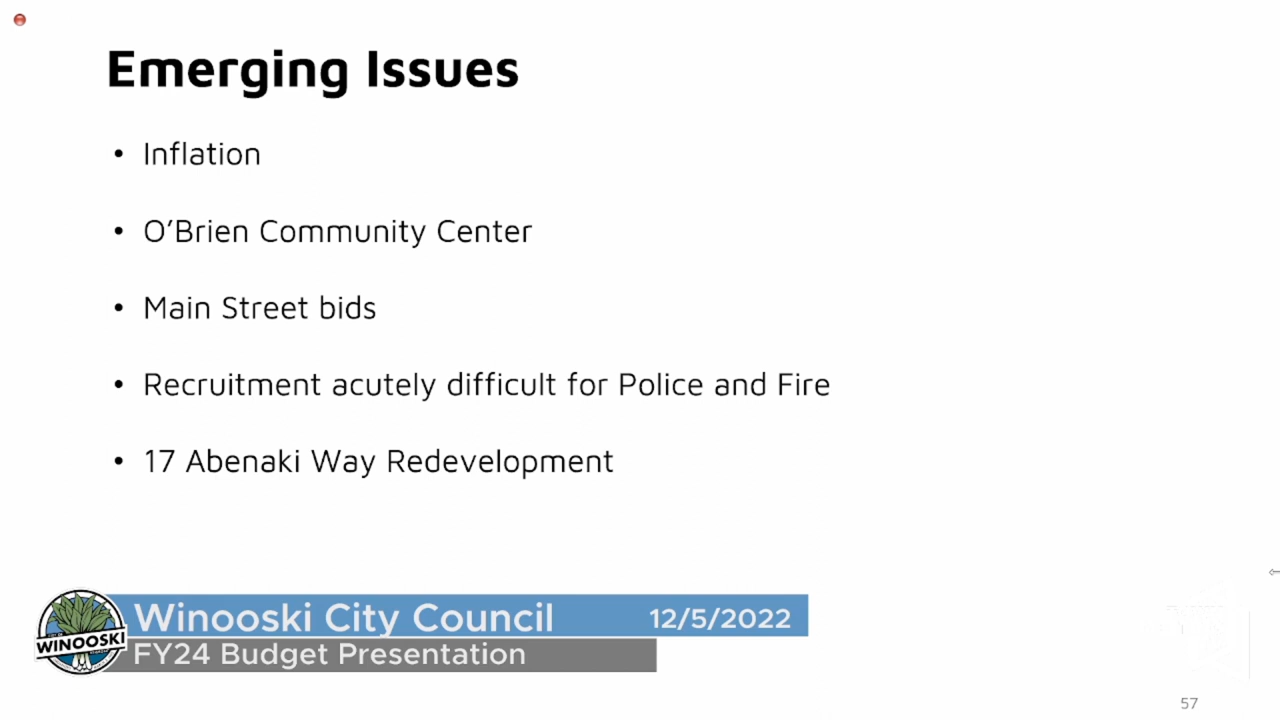 Emerging Issues
• Inflation
• O’Brien Community Center
• Main Street bids
• Recruitment acutely difficult for Police and Fire
• 17 Abenaki Way Redevelopment
Winooski City Council 12/5/2022
FY24 Budget Presentation
WINOOSKI
57